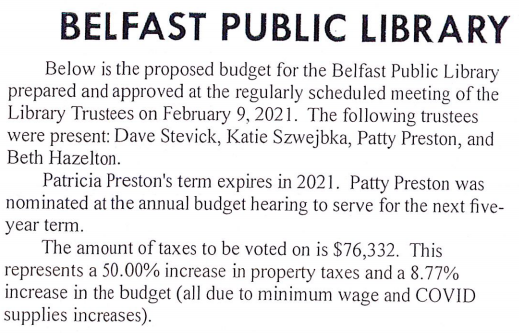 BELFAST PUBLIC LIBRARY
Below is the proposed budget for the Belfast Public Library
prepared and approved at the regularly scheduled meeting of the
Library Trustees on February 9, 2021. The following trustees
were present: Dave Stevick, Katie Szwejbka, Patty Preston, and
Beth Hazelton.
Patricia Preston's term expires in 2021. Patty Preston was
nominated at the annual budget hearing to serve for the next five-
year term.
The amount of taxes to be voted on is $76,332. This
represents a 50.00% increase in property taxes and a 8.77%
increase in the budget (all due to minimum wage and COVID
supplies increases).